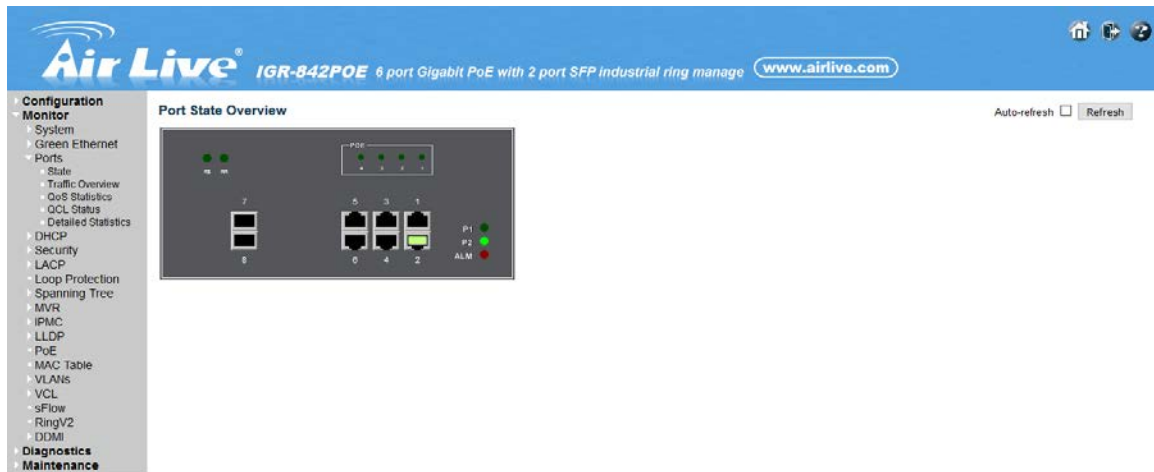 Air Live®
IGR-842POE 6 port Gigabit PoE with 2 port SFP industrial ring manage
www.airlive.com
Configuration
Monitor
System
Green Ethernet
Ports
State
Traffic Overview
QoS Statistics
QCL Status
Detailed Statistics
DHCP
Security
LACP
Loop Protection
Spanning Tree
MVR
IPMC
LLDP
PoE
MAC Table
VLANs
VCL
sFlow
RingV2
DDMI
Diagnostics
Maintenance
Port State Overview
Auto-refresh Refresh
POE
7 5 3 1
P1
P2
ALM
8 6 4 2